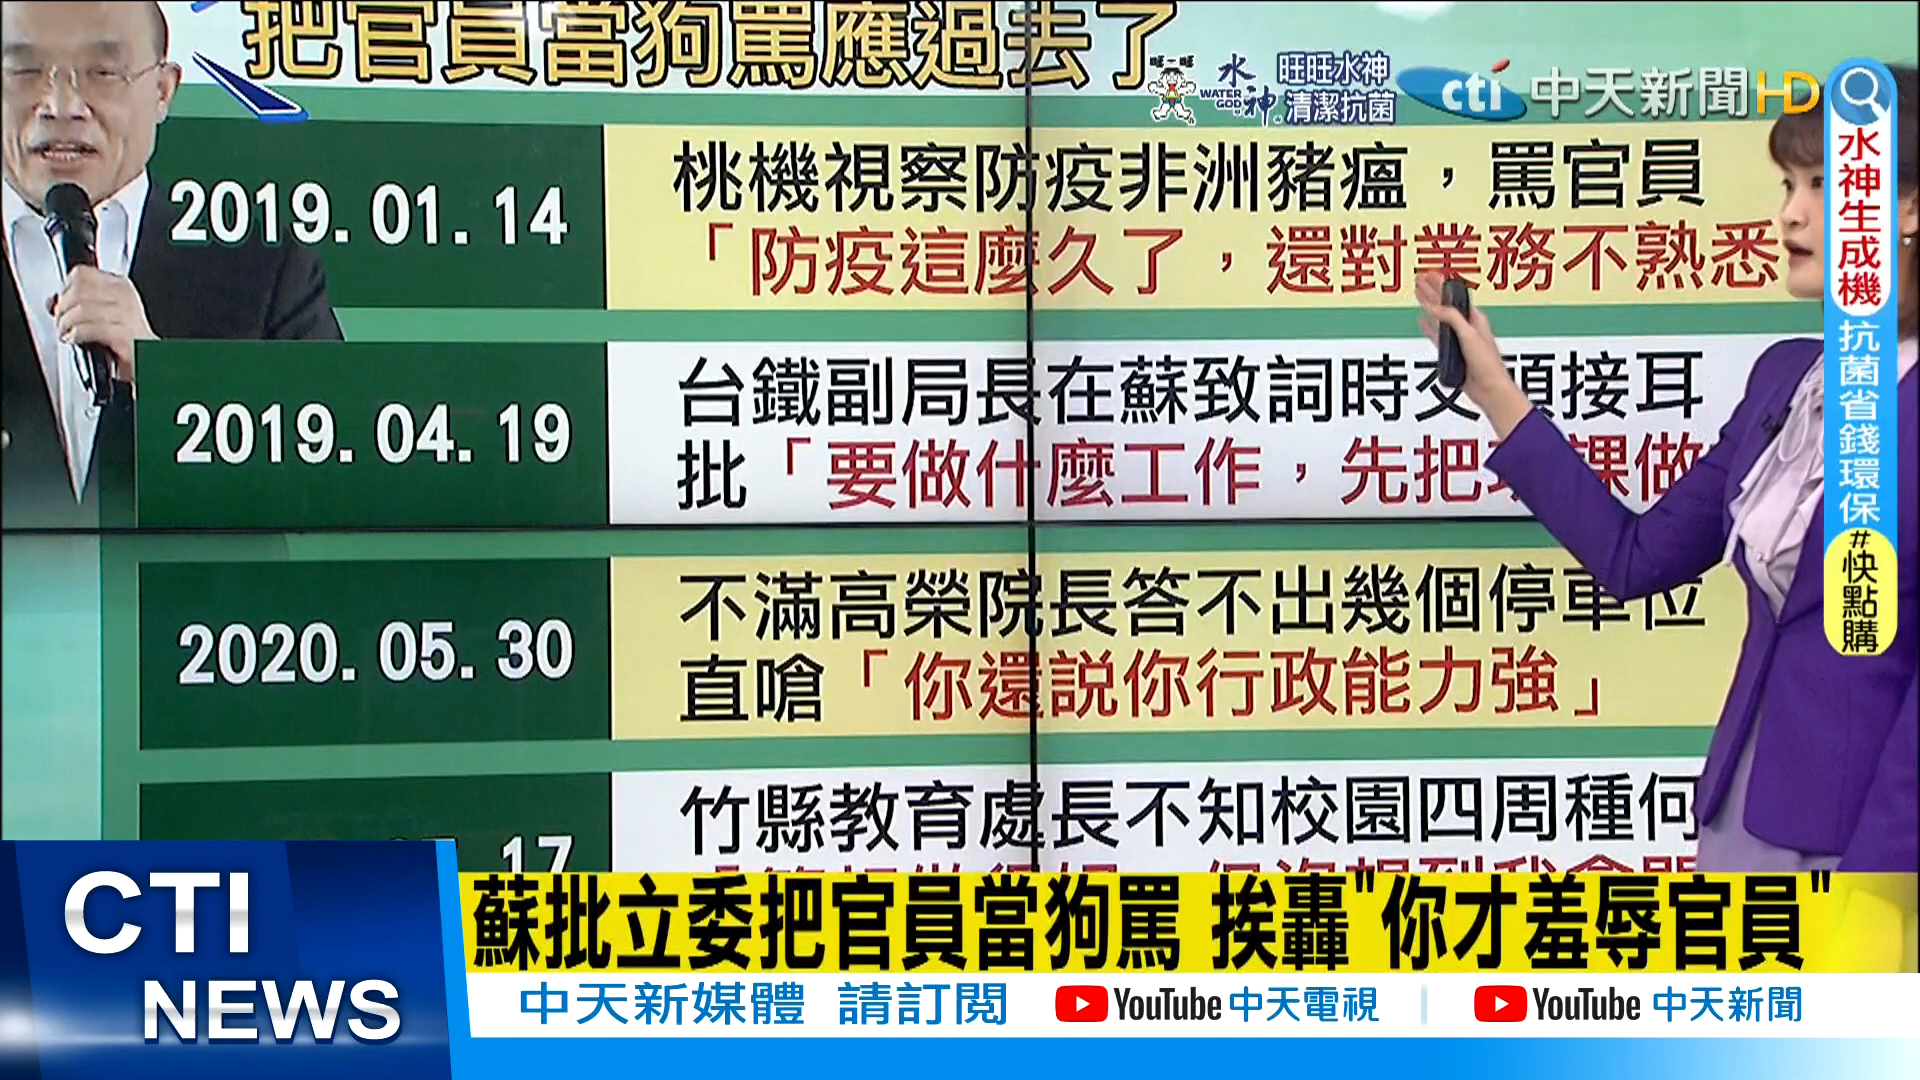 把官員當狗罵應過去了
旺一旺
水神
WATER GOD
旺旺水神
清潔抗菌
cti 中天新聞HD
水神生成機 抗菌省錢環保 #快點購
2019.01.14
桃機視察防疫非洲豬瘟，罵官員
「防疫這麼久了，還對業務不熟悉
2019.04.19
台鐵副局長在蘇致詞時交頭接耳
批「要做什麼工作，先把功課做
2020.05.30
不滿高榮院長答不出幾個停車位
直嗆「你還説你行政能力強」
17
竹縣教育處長不知校園四周種何
蘇批立委把官員當狗罵 挨轟"你才羞辱官員"
CTI NEWS
中天新媒體 請訂閱 YouTube 中天電視 | YouTube 中天新聞